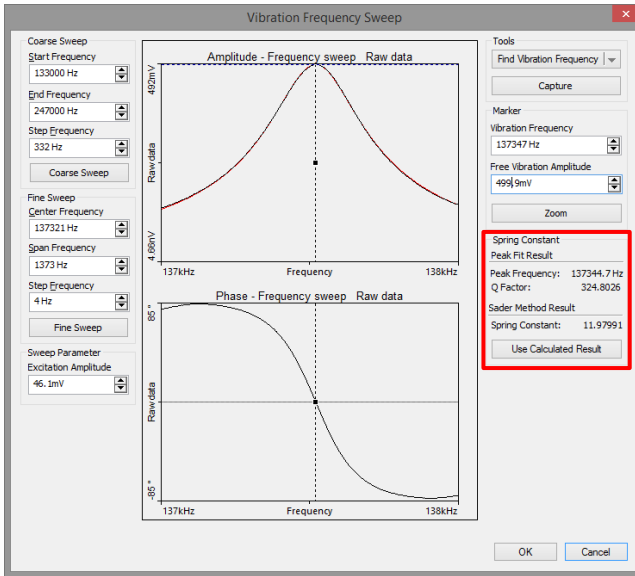 Vibration Frequency Sweep
x
Coarse Sweep
Start Frequency
133000 Hz
End Frequency
247000 Hz
Step Frequency
332 Hz
Coarse Sweep
Fine Sweep
Center Frequency
137321 Hz
Span Frequency
1373 Hz
Step Frequency
4 Hz
Fine Sweep
Sweep Parameter
Excitation Amplitude
46.1mV
Amplitude - Frequency sweep Raw data
492mV
Raw data
4.66mV
137kHz Frequency 138kHz
Phase - Frequency sweep Raw data
85 °
Raw data
-85 °
137kHz Frequency 138kHz
Tools
Find Vibration Frequency
Capture
Marker
Vibration Frequency
137347 Hz
Free Vibration Amplitude
499.9mV
Zoom
Spring Constant
Peak Fit Result
Peak Frequency: 137344.7 Hz
Q Factor: 324.8026
Sader Method Result
Spring Constant: 11.97991
Use Calculated Result
OK Cancel